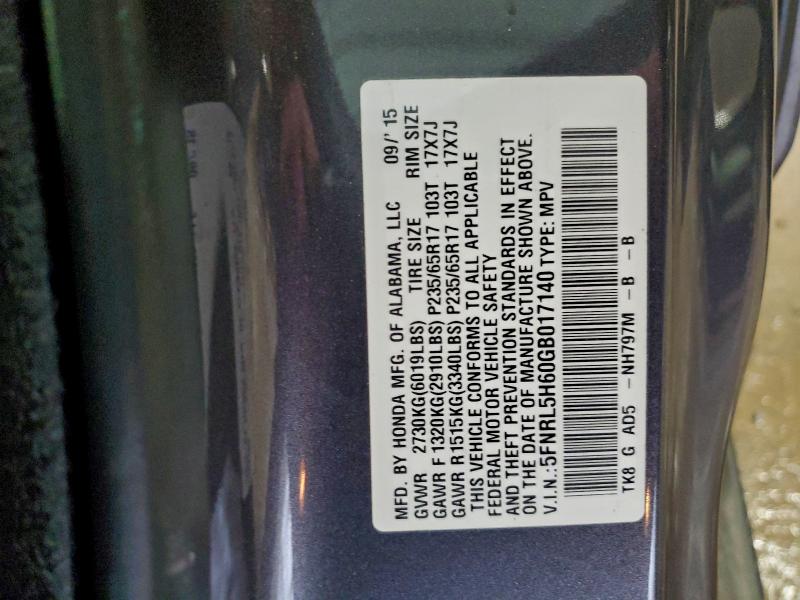 MFD. BY HONDA MFG. OF ALABAMA, LLC 09/' 15
GVWR 2730KG(6019LBS) TIRE SIZE RIM SIZE
GAWR F 1320KG(2910LBS) P235/65R17 103T 17X7J
GAWR R1515KG(3340LBS) P235/65R17 103T 17X7J
THIS VEHICLE CONFORMS TO ALL APPLICABLE
FEDERAL MOTOR VEHICLE SAFETY
AND THEFT PREVENTION STANDARDS IN EFFECT
ON THE DATE OF MANUFACTURE SHOWN ABOVE.
V.I.N.:5FNRL5H60GB017140 TYPE: MPV
TK8 G AD5 -NH797M -B -B